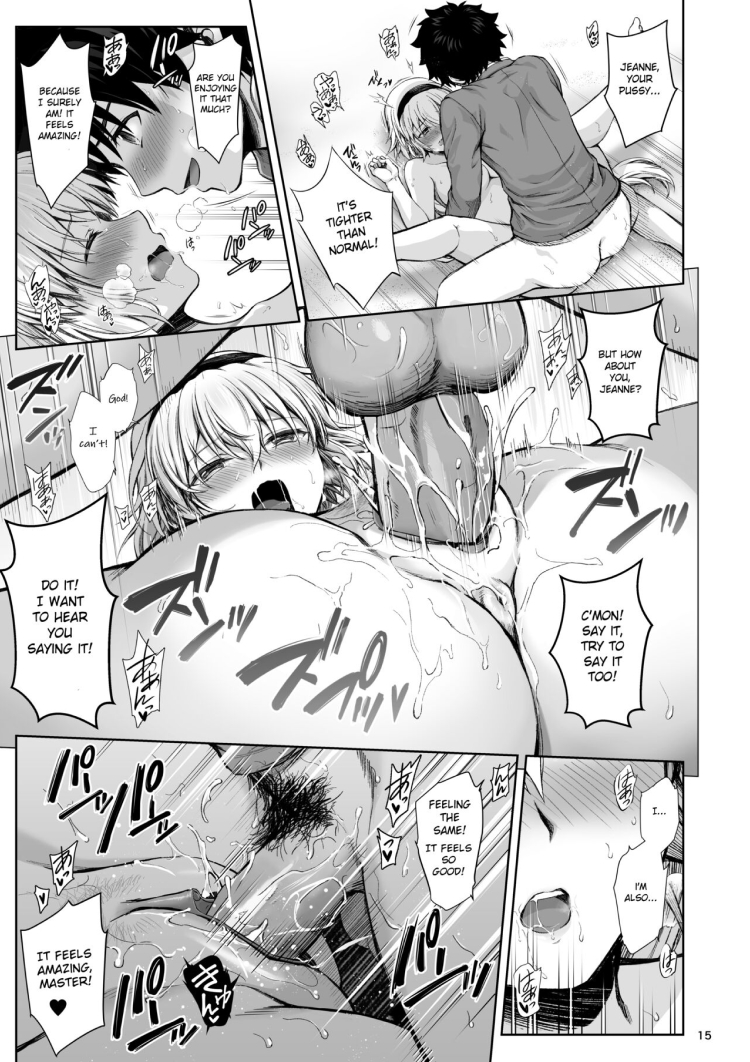 JEANNE,
YOUR
PUSSY...
IT'S
TIGHTER
THAN
NORMAL!
ARE YOU
ENJOYING
IT THAT
MUCH?
BECAUSE
I SURELY
AM! IT
FEELS
AMAZING!
BUT HOW
ABOUT
YOU,
JEANNE?
God!
I
can't!
C'MON!
SAY IT,
TRY TO
SAY IT
TOO!
DO IT!
I WANT
TO HEAR
YOU
SAYING IT!
I...
I'M
ALSO...
FEELING
THE
SAME!
IT FEELS
SO
GOOD!
IT FEELS
AMAZING,
MASTER!
♥
15